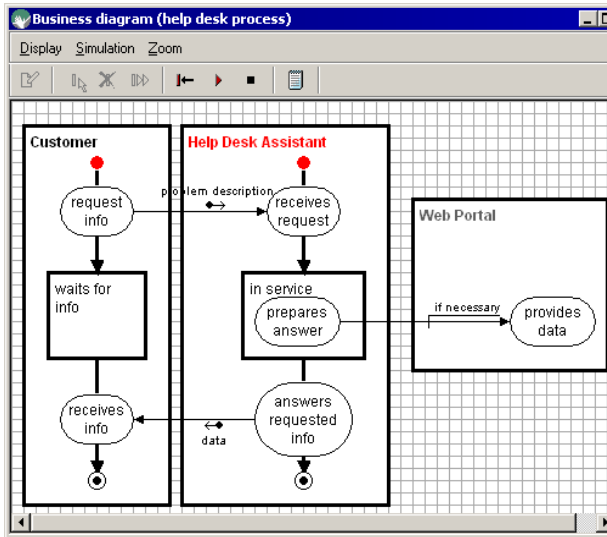 Business diagram (help desk process)
Display Simulation Zoom
Customer
Help Desk Assistant
problem description
request
info
receives
request
Web Portal
waits for
info
in service
prepares
answer
if necessary
provides
data
receives
info
answers
requested
info
data